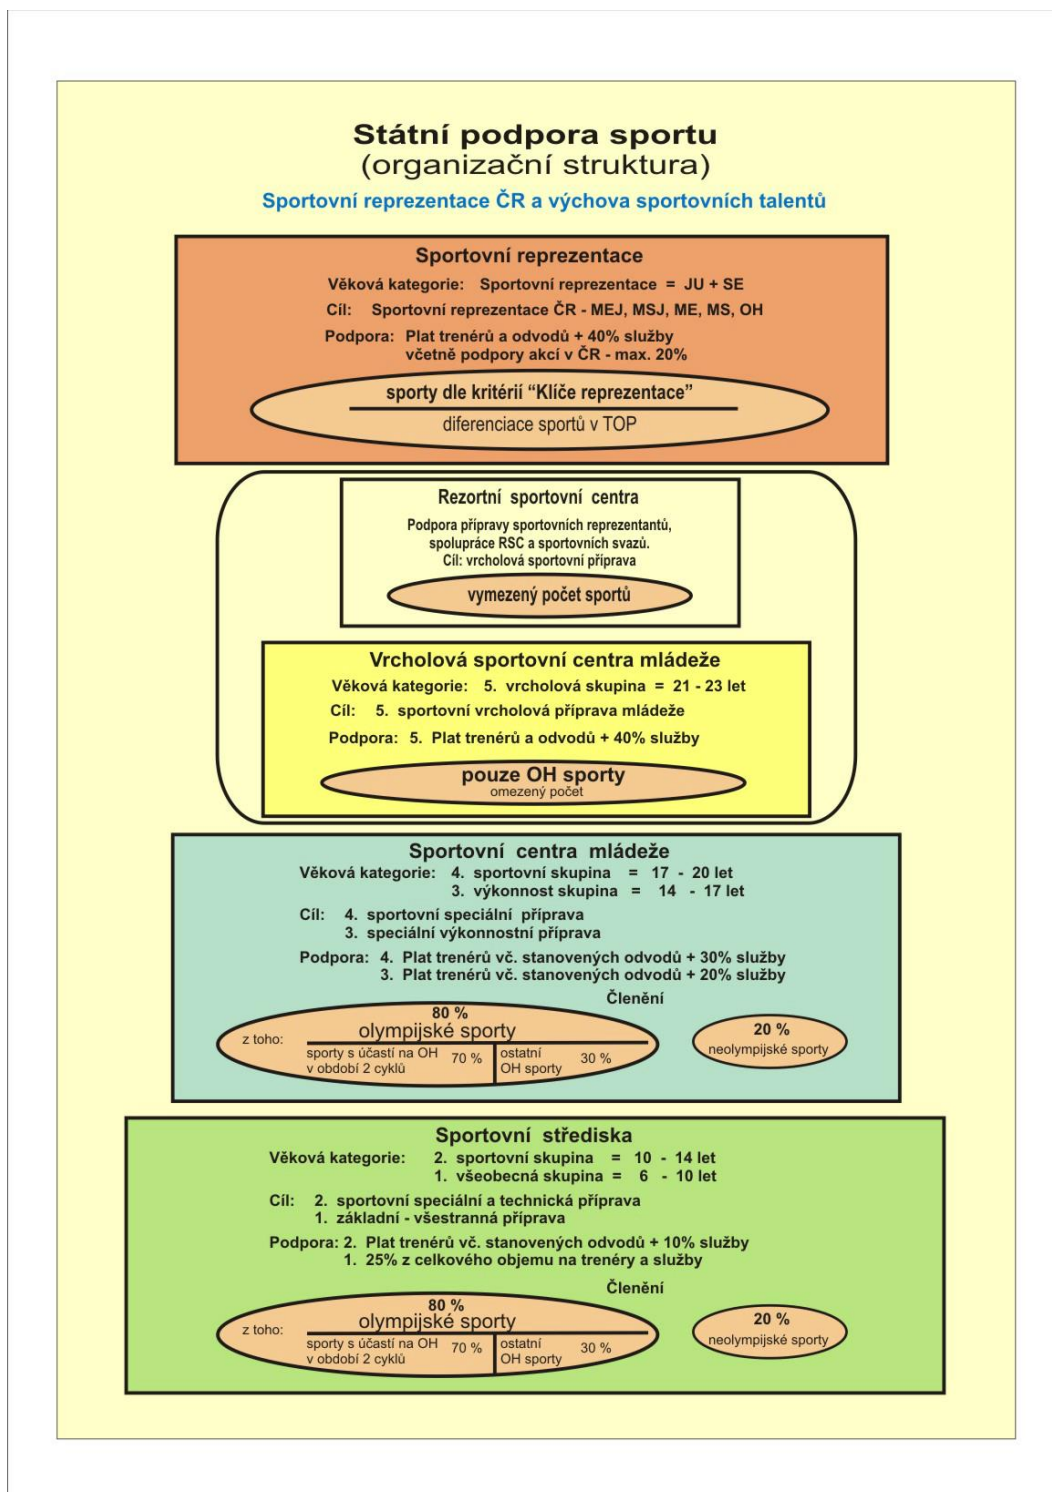 Státní podpora sportu
(organizační struktura)
Sportovní reprezentace ČR a výchova sportovních talentů
Sportovní reprezentace
Věková kategorie: Sportovní reprezentace = JU + SE
Cíl: Sportovní reprezentace ČR - MEJ, MSJ, ME, MS, OH
Podpora: Plat trenérů a odvodů + 40% služby
včetně podpory akcí v ČR - max. 20%
sporty dle kritérií “Klíče reprezentace”
diferenciace sportů v TOP
Rezortní sportovní centra
Podpora přípravy sportovních reprezentantů,
spolupráce RSC a sportovních svazů.
Cíl: vrcholová sportovní příprava
vymezený počet sportů
Vrcholová sportovní centra mládeže
Věková kategorie: 5. vrcholová skupina = 21 - 23 let
Cíl: 5. sportovní vrcholová příprava mládeže
Podpora: 5. Plat trenérů a odvodů + 40% služby
pouze OH sporty
omezený počet
Sportovní centra mládeže
Věková kategorie: 4. sportovní skupina = 17 - 20 let
3. výkonnost skupina = 14 - 17 let
Cíl: 4. sportovní speciální příprava
3. speciální výkonnostní příprava
Podpora: 4. Plat trenérů vč. stanovených odvodů + 30% služby
3. Plat trenérů vč. stanovených odvodů + 20% služby
Členění
80 %
olympijské sporty
z toho:
sporty s účastí na OH
v období 2 cyklů
70 %
ostatní
OH sporty
30 %
20 %
neolympijské sporty
Sportovní střediska
Věková kategorie: 2. sportovní skupina = 10 - 14 let
1. všeobecná skupina = 6 - 10 let
Cíl: 2. sportovní speciální a technická příprava
1. základní - všestranná příprava
Podpora: 2. Plat trenérů vč. stanovených odvodů + 10% služby
1. 25% z celkového objemu na trenéry a služby
Členění
80 %
olympijské sporty
z toho:
sporty s účastí na OH
v období 2 cyklů
70 %
ostatní
OH sporty
30 %
20 %
neolympijské sporty